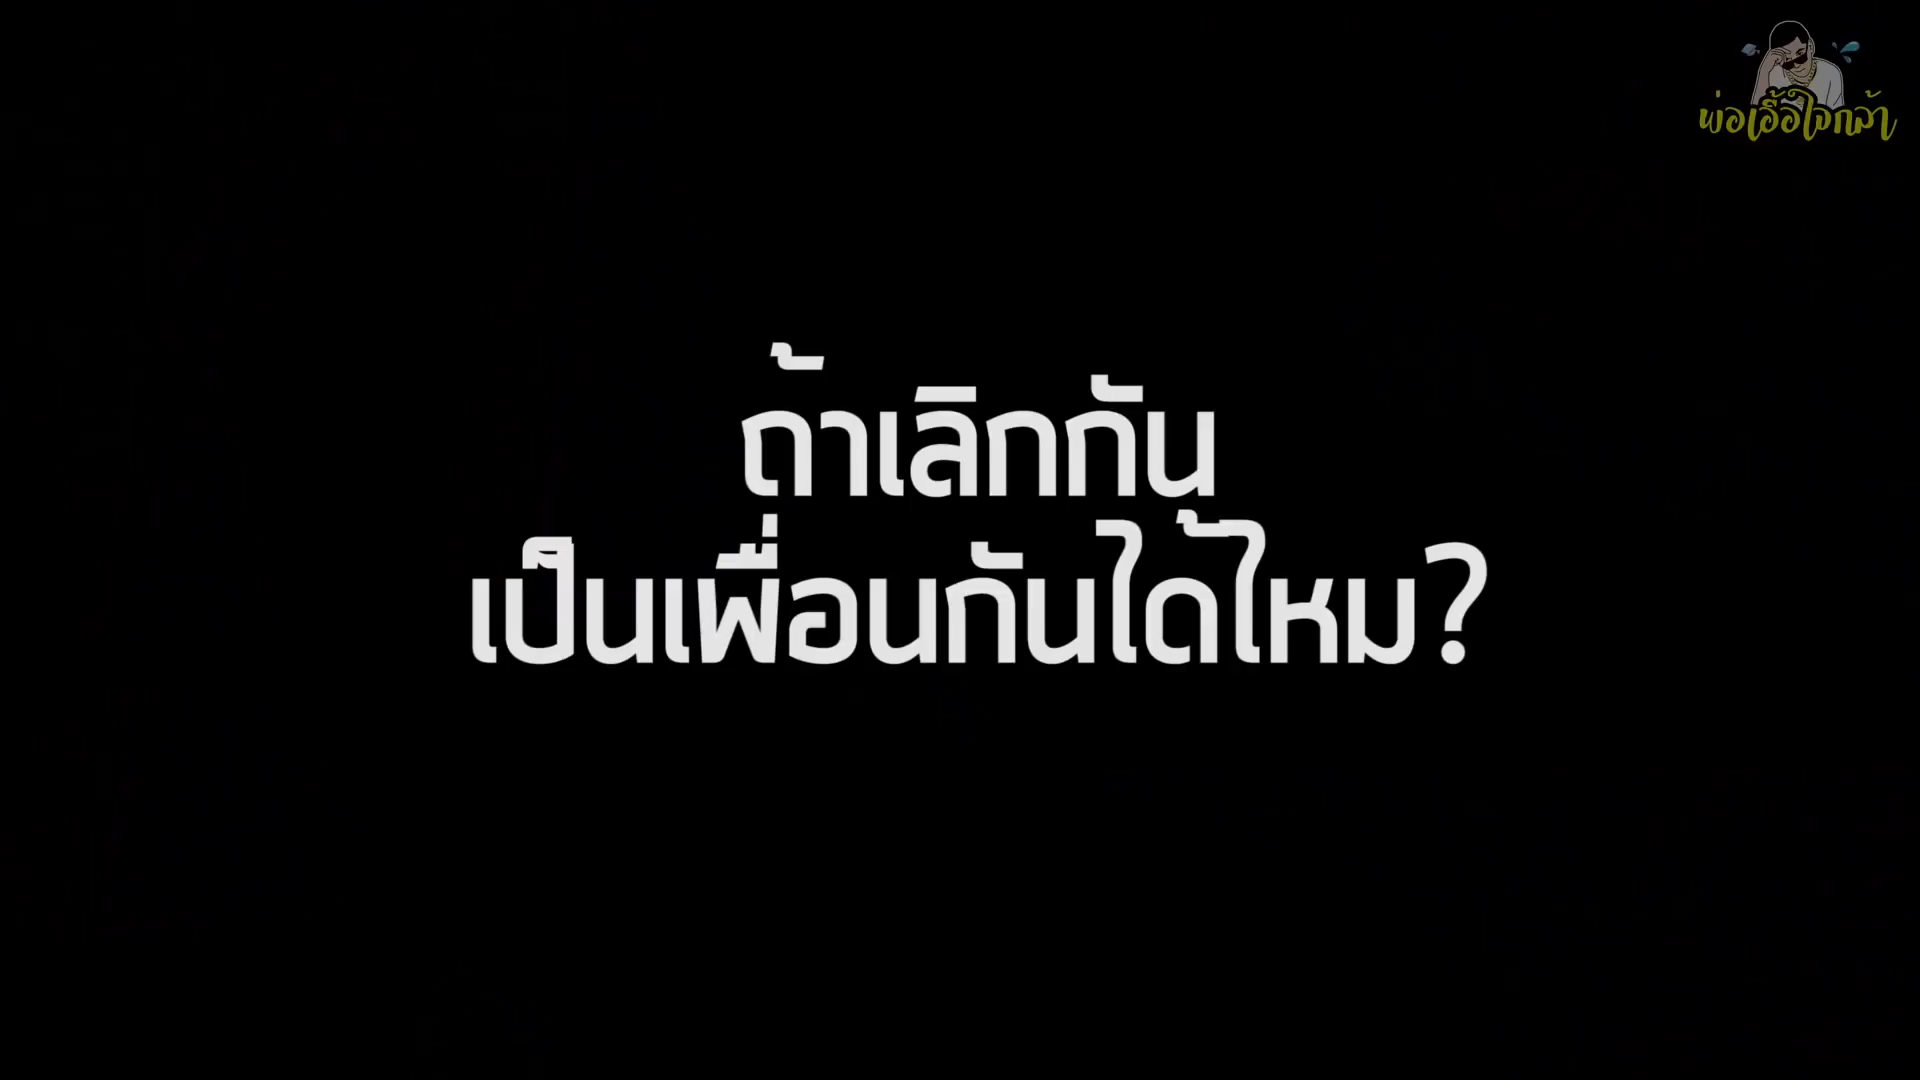 พ่อเอื้อใจกล้า
ถ้าเลิกกัน
เป็นเพื่อนกันได้ไหม?